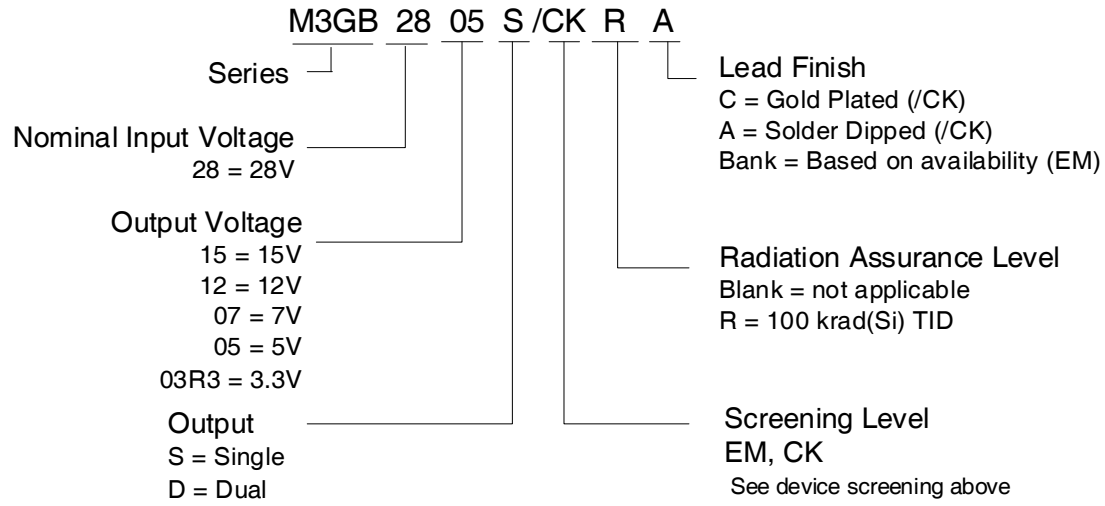 M3GB 28 05 S /CK R A
Series
Nominal Input Voltage
28 = 28V
Output Voltage
15 = 15V
12 = 12V
07 = 7V
05 = 5V
03R3 = 3.3V
Output
S = Single
D = Dual
Lead Finish
C = Gold Plated (/CK)
A = Solder Dipped (/CK)
Bank = Based on availability (EM)
Radiation Assurance Level
Blank = not applicable
R = 100 krad(Si) TID
Screening Level
EM, CK
See device screening above